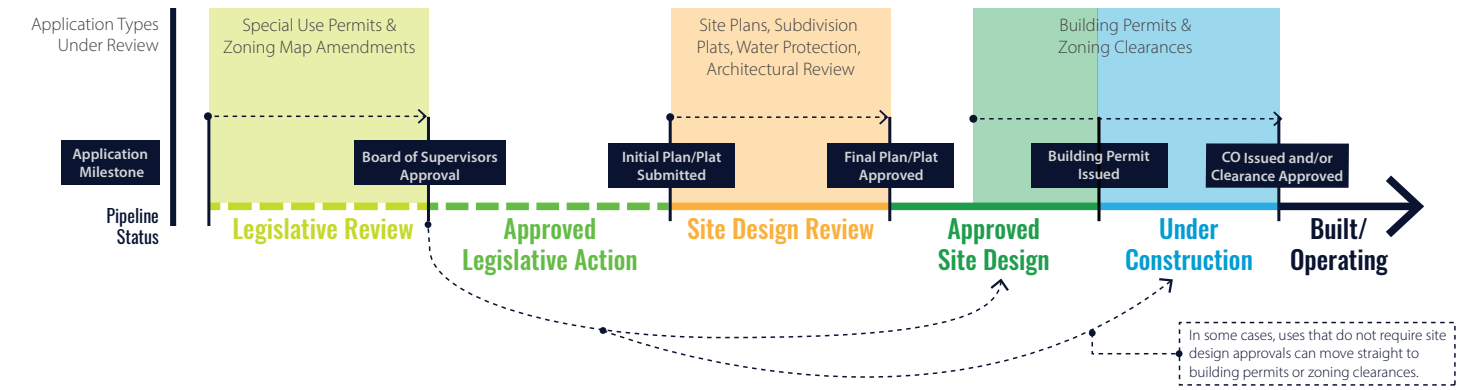 Application Types
Under Review
Special Use Permits &
Zoning Map Amendments
Site Plans, Subdivision
Plats, Water Protection,
Architectural Review
Building Permits &
Zoning Clearances
Application
Milestone
Board of Supervisors
Approval
Initial Plan/Plat
Submitted
Final Plan/Plat
Approved
Building Permit
Issued
CO Issued and/or
Clearance Approved
Pipeline
Status
Legislative Review
Approved
Legislative Action
Site Design Review
Approved
Site Design
Under
Construction
Built/
Operating
In some cases, uses that do not require site
design approvals can move straight to
building permits or zoning clearances.